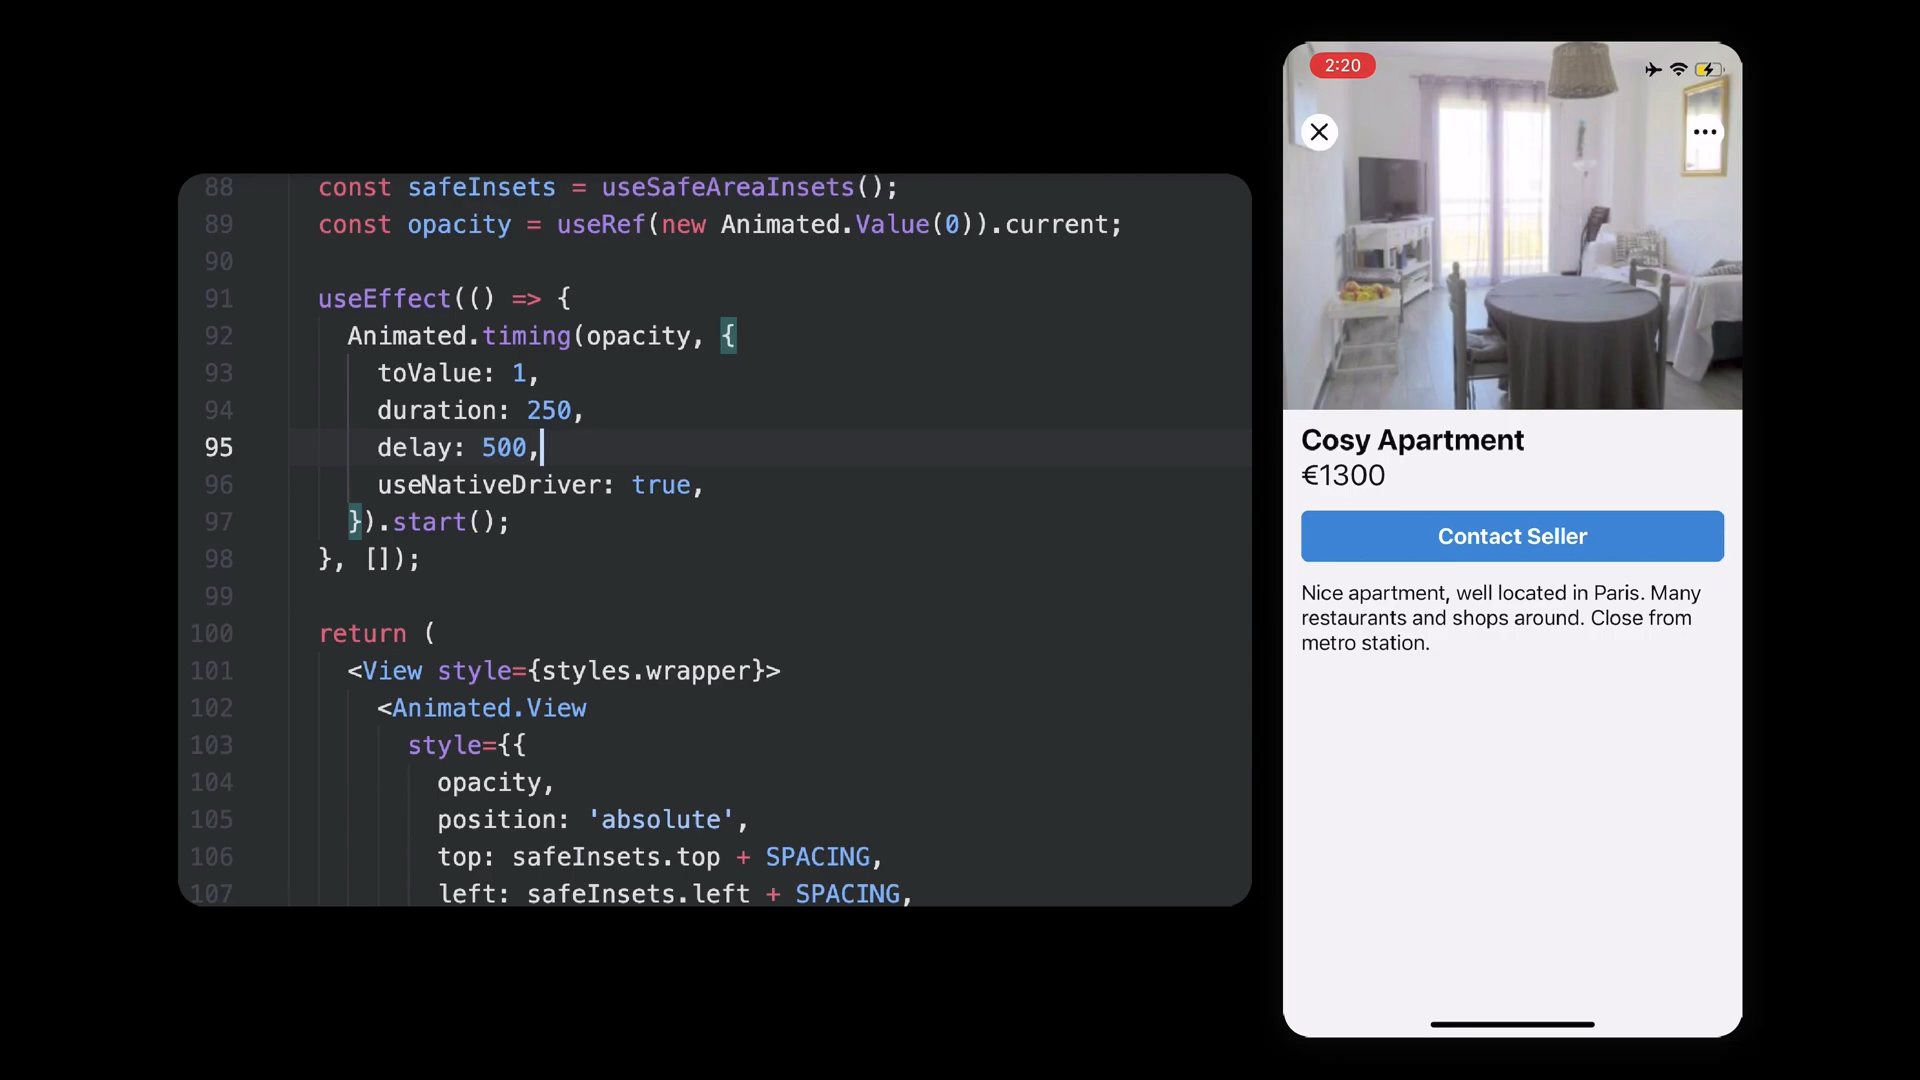 88 const safeInsets = useSafeAreaInsets();
89 const opacity = useRef(new Animated.Value(0)).current;
90
91 useEffect(() => {
92 Animated.timing(opacity, {
93 toValue: 1,
94 duration: 250,
95 delay: 500,
96 useNativeDriver: true,
97 }).start();
98 }, []);
99
100 return (
101 <View style={styles.wrapper}>
102 <Animated.View
103 style={{
104 opacity,
105 position: 'absolute',
106 top: safeInsets.top + SPACING,
107 left: safeInsets.left + SPACING,
2:20
Cosy Apartment
€1300
Contact Seller
Nice apartment, well located in Paris. Many
restaurants and shops around. Close from
metro station.